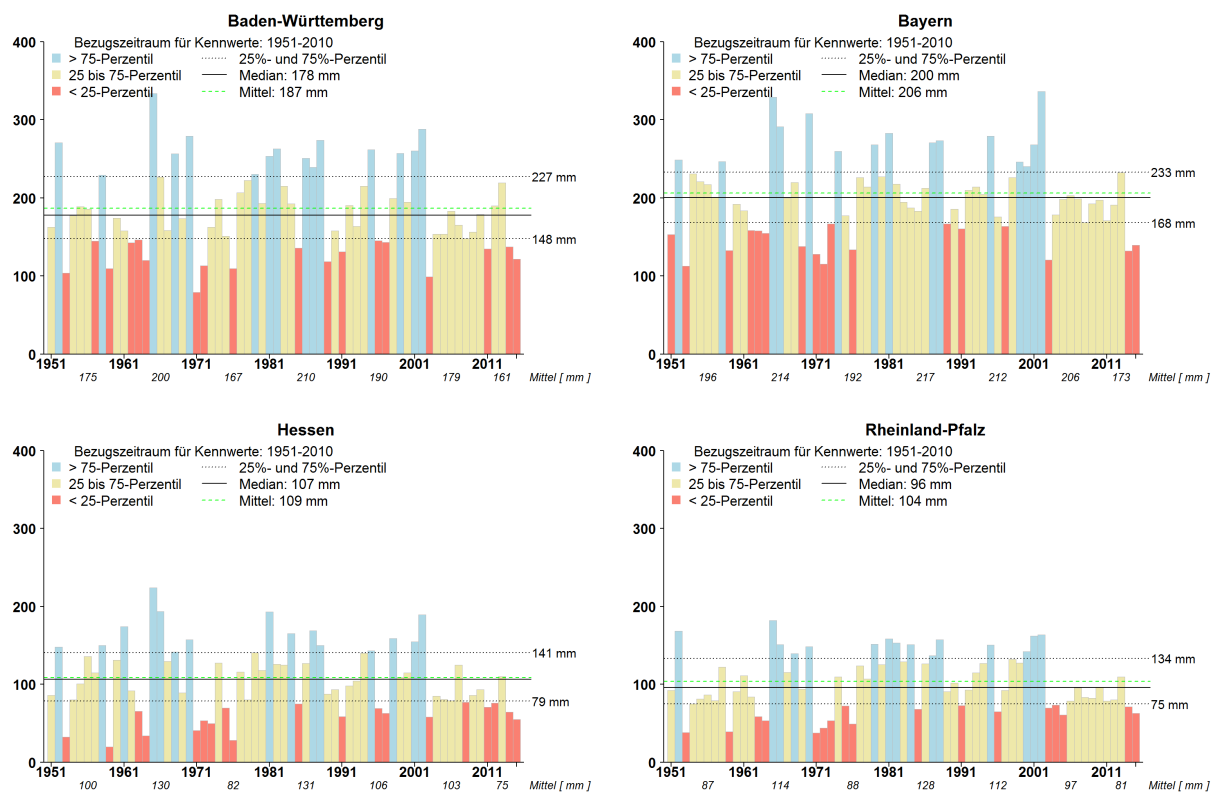 Baden-Württemberg
Bezugszeitraum für Kennwerte: 1951-2010
> 75-Perzentil 25%- und 75%-Perzentil
25 bis 75-Perzentil Median: 178 mm
< 25-Perzentil Mittel: 187 mm
400
300
200
100
0
227 mm
148 mm
1951 1961 1971 1981 1991 2001 2011
175 200 167 210 190 179 161 Mittel [ mm ]
Bayern
Bezugszeitraum für Kennwerte: 1951-2010
> 75-Perzentil 25%- und 75%-Perzentil
25 bis 75-Perzentil Median: 200 mm
< 25-Perzentil Mittel: 206 mm
400
300
200
100
0
233 mm
168 mm
1951 1961 1971 1981 1991 2001 2011
196 214 192 217 212 206 173 Mittel [ mm ]
Hessen
Bezugszeitraum für Kennwerte: 1951-2010
> 75-Perzentil 25%- und 75%-Perzentil
25 bis 75-Perzentil Median: 107 mm
< 25-Perzentil Mittel: 109 mm
400
300
200
100
0
141 mm
79 mm
1951 1961 1971 1981 1991 2001 2011
100 130 82 131 106 103 75 Mittel [ mm ]
Rheinland-Pfalz
Bezugszeitraum für Kennwerte: 1951-2010
> 75-Perzentil 25%- und 75%-Perzentil
25 bis 75-Perzentil Median: 96 mm
< 25-Perzentil Mittel: 104 mm
400
300
200
100
0
134 mm
75 mm
1951 1961 1971 1981 1991 2001 2011
87 114 88 128 112 97 81 Mittel [ mm ]